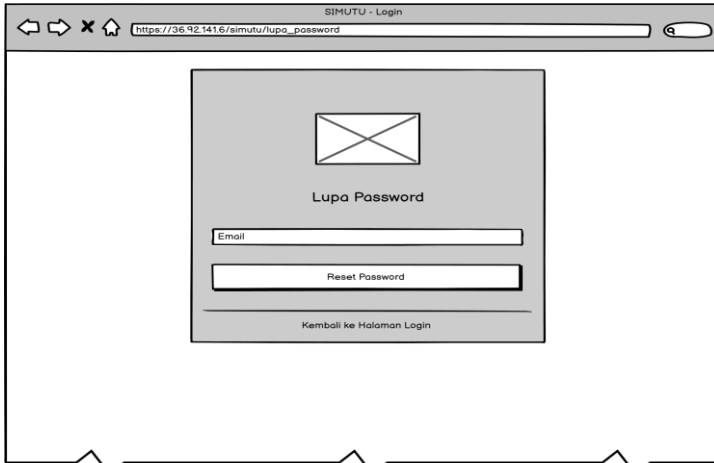 SIMUTU - Login
https://36.92.141.6/simutu/lupa_password
Lupa Password
Email
Reset Password
Kembali ke Halaman Login